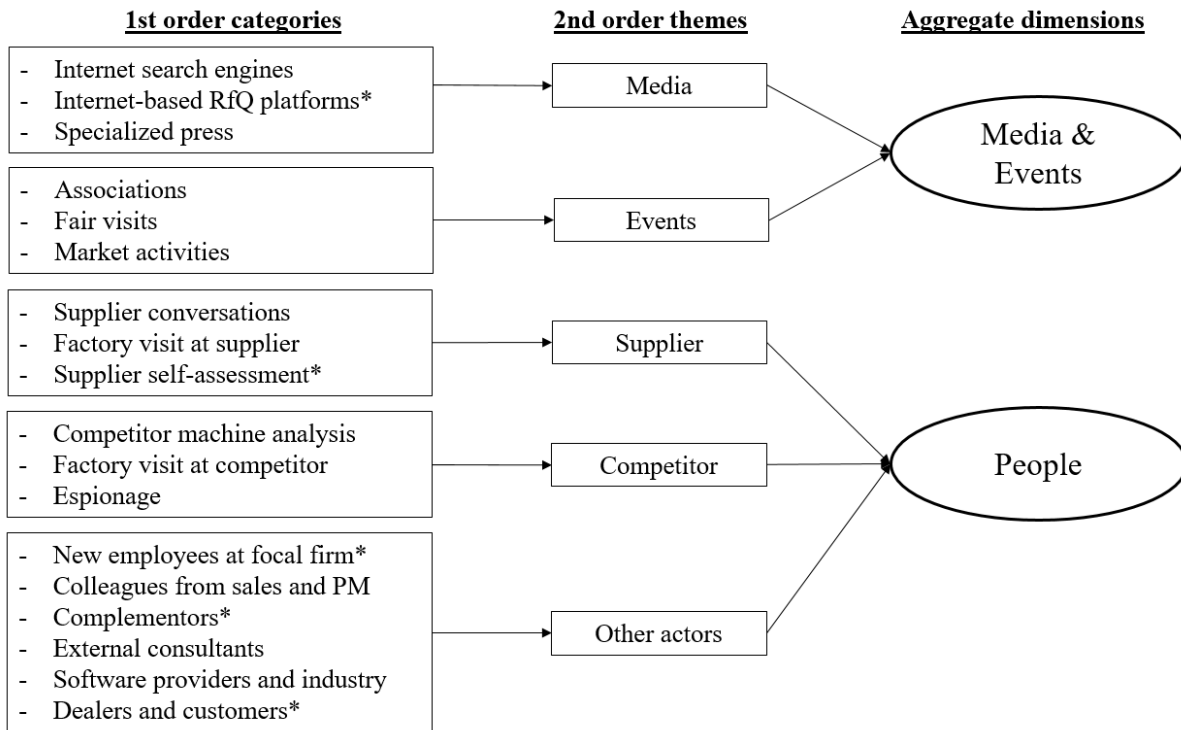 1st order categories
2nd order themes
Aggregate dimensions
- Internet search engines
- Internet-based RfQ platforms*
- Specialized press
Media
- Associations
- Fair visits
- Market activities
Events
Media &
Events
- Supplier conversations
- Factory visit at supplier
- Supplier self-assessment*
Supplier
- Competitor machine analysis
- Factory visit at competitor
- Espionage
Competitor
- New employees at focal firm*
- Colleagues from sales and PM
- Complementors*
- External consultants
- Software providers and industry
- Dealers and customers*
Other actors
People